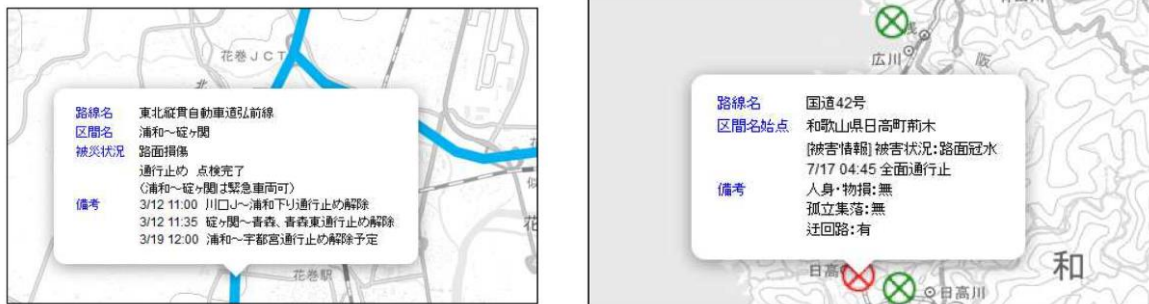 花巻JCT
路線名 東北縦貫自動車道弘前線
区間名 浦和～碇ヶ関
被災状況 路面損傷
通行止め 点検完了
(浦和～碇ヶ関は緊急車両可)
備考 3/12 11:00 川口J～浦和下り通行止め解除
3/12 11:35 碇ヶ関～青森、青森東通行止め解除
3/19 12:00 浦和～宇都宮通行止め解除予定
花巻駅
似
花
北
広川
阪
路線名 国道42号
区間名始点 和歌山県日高町荊木
[被害情報] 被害状況:路面冠水
7/17 04:45 全面通行止
備考 人身・物損:無
孤立集落:無
迂回路:有
日高
日高川
和